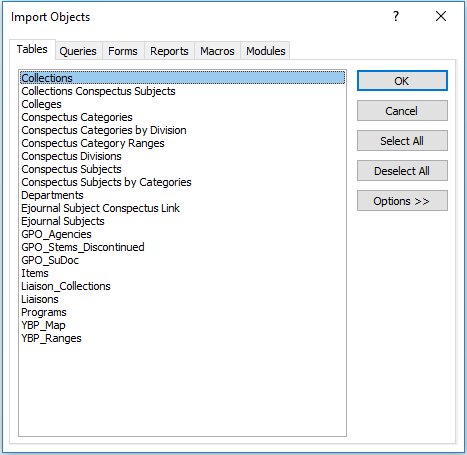 Import Objects
?
Tables Queries Forms Reports Macros Modules
Collections
Collections Conspectus Subjects
Colleges
Conspectus Categories
Conspectus Categories by Division
Conspectus Category Ranges
Conspectus Divisions
Conspectus Subjects
Conspectus Subjects by Categories
Departments
Ejournal Subject Conspectus Link
Ejournal Subjects
GPO_Agencies
GPO_Stems_Discontinued
GPO_SuDoc
Items
Liaison_Collections
Liaisons
Programs
YBP_Map
YBP_Ranges
OK
Cancel
Select All
Deselect All
Options >>